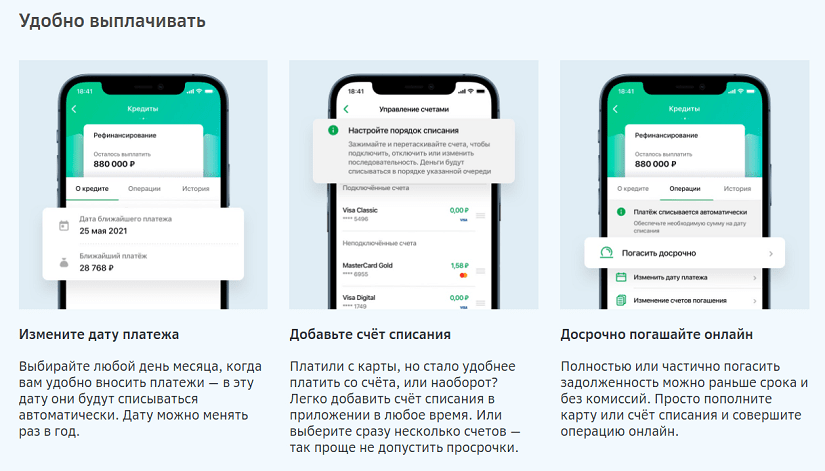 Удобно выплачивать
18:41
Кредиты
Рефинансирование
Осталось выплатить
880 000 ₽
О кредите Операции История
Дата ближайшего платежа
25 мая 2021
Ближайший платёж
28 768 ₽
Измените дату платежа
Выбирайте любой день месяца, когда
вам удобно вносить платежи — в эту
дату они будут списываться
автоматически. Дату можно менять
раз в год.
18:41
Управление счетами
Настройте порядок списания
Зажимайте и перетаскивайте счета, чтобы
подключить, отключить или изменить
последовательность. Деньги будут
списываться в порядке указанной очереди
Подключённые счета
Visa Classic 0,00 ₽
**** 5496 VISA
Неподключённые счета
MasterCard Gold 1,58 ₽
**** 6955
Visa Digital 0,00 ₽
**** 1749 VISA
Добавьте счёт списания
Платили с карты, но стало удобнее
платить со счёта, или наоборот?
Легко добавить счёт списания в
приложении в любое время. Или
выберите сразу несколько счетов —
так проще не допустить просрочки.
18:41
Кредиты
Рефинансирование
Осталось выплатить
880 000 ₽
О кредите Операции История
Платёж списывается автоматически
Обеспечьте необходимую сумму на дату
списания
Погасить досрочно
Изменить дату платежа
Изменение счетов погашения
Досрочно погашайте онлайн
Полностью или частично погасить
задолженность можно раньше срока и
без комиссий. Просто пополните
карту или счёт списания и совершите
операцию онлайн.